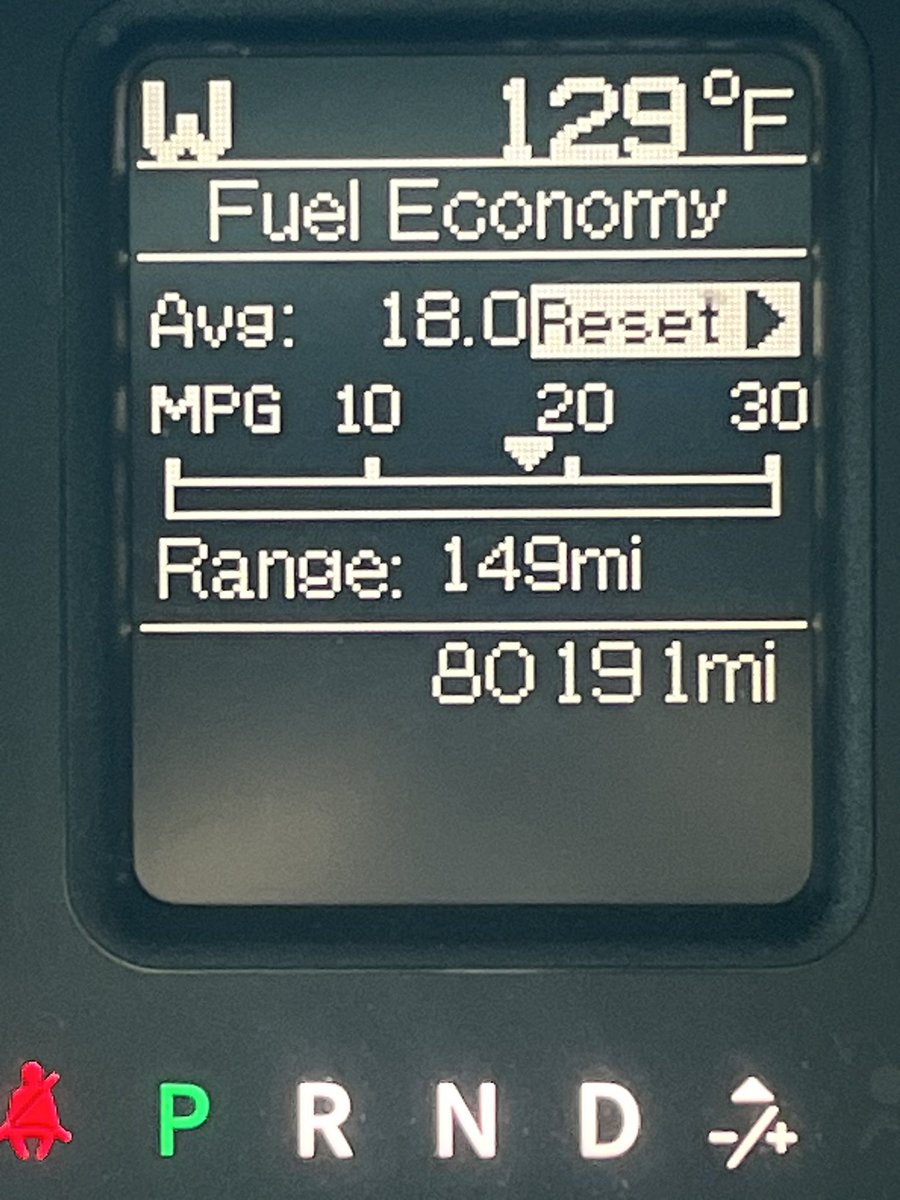 W 129°F
Fuel Economy
Avg: 18.0 Reset
MPG 10 20 30
Range: 149mi
80191mi
P R N D -/+